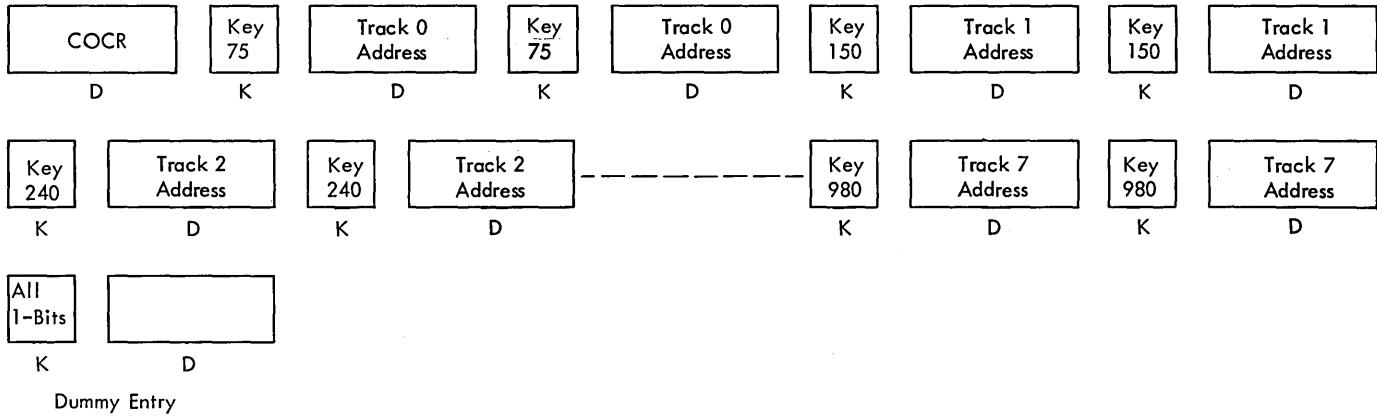 COCR
Key 75
Track 0 Address
Key 75
Track 0 Address
Key 150
Track 1 Address
Key 150
Track 1 Address
D K D K D K D K D
Key 240
Track 2 Address
Key 240
Track 2 Address
Key 980
Track 7 Address
Key 980
Track 7 Address
K D K D K D K D
All 1-Bits
K D
Dummy Entry